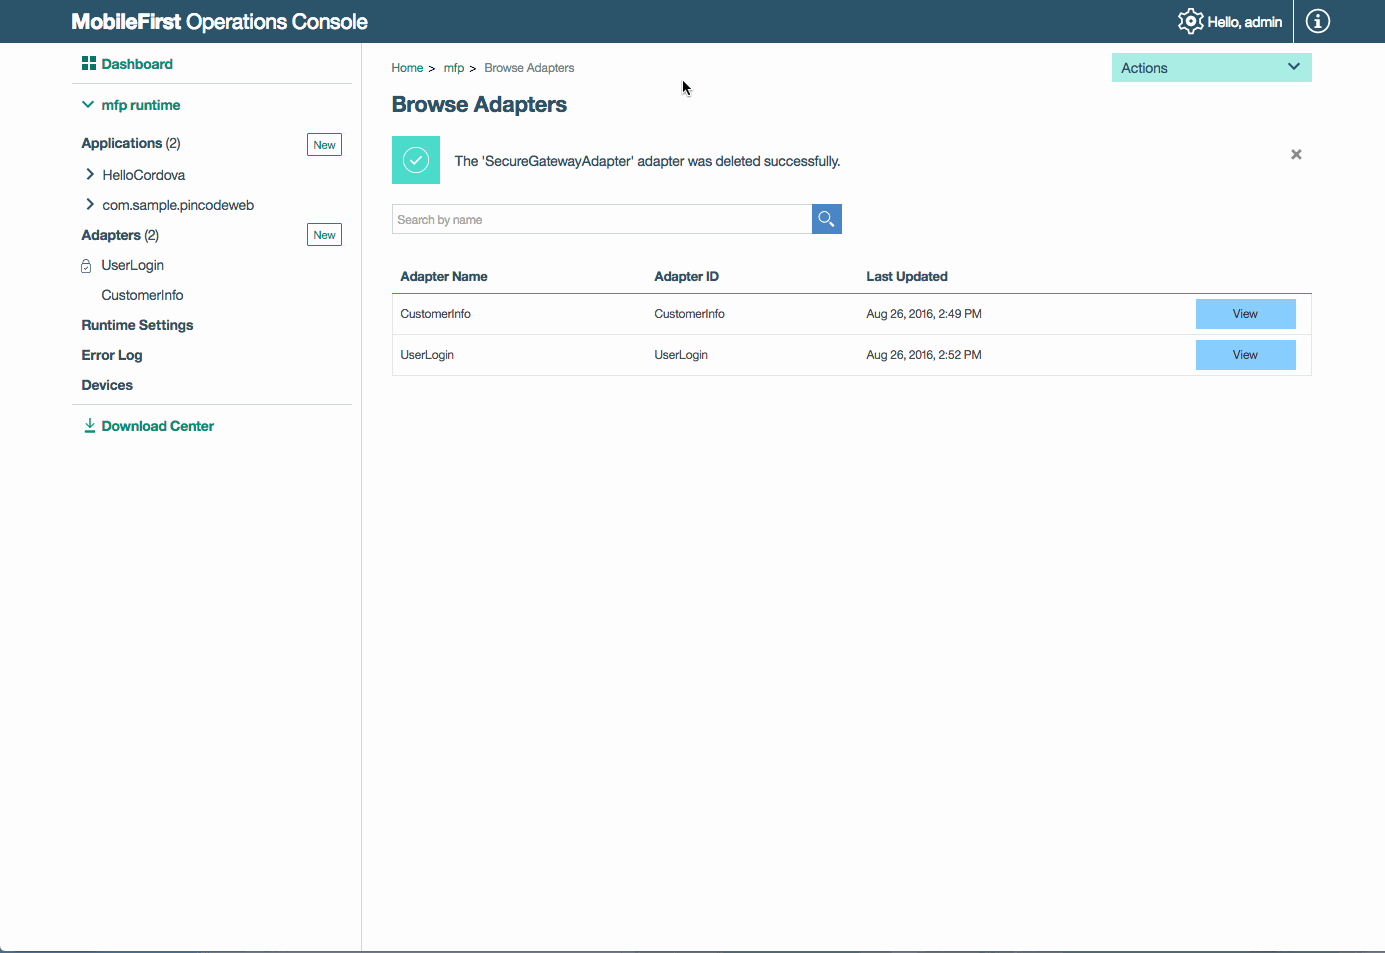 MobileFirst Operations Console
Hello, admin
Dashboard
mfp runtime
Applications (2)
New
HelloCordova
com.sample.pincodeweb
Adapters (2)
New
UserLogin
CustomerInfo
Runtime Settings
Error Log
Devices
Download Center
Home > mfp > Browse Adapters
Actions
Browse Adapters
The 'SecureGatewayAdapter' adapter was deleted successfully.
Search by name
Adapter Name Adapter ID Last Updated
CustomerInfo CustomerInfo Aug 26, 2016, 2:49 PM View
UserLogin UserLogin Aug 26, 2016, 2:52 PM View